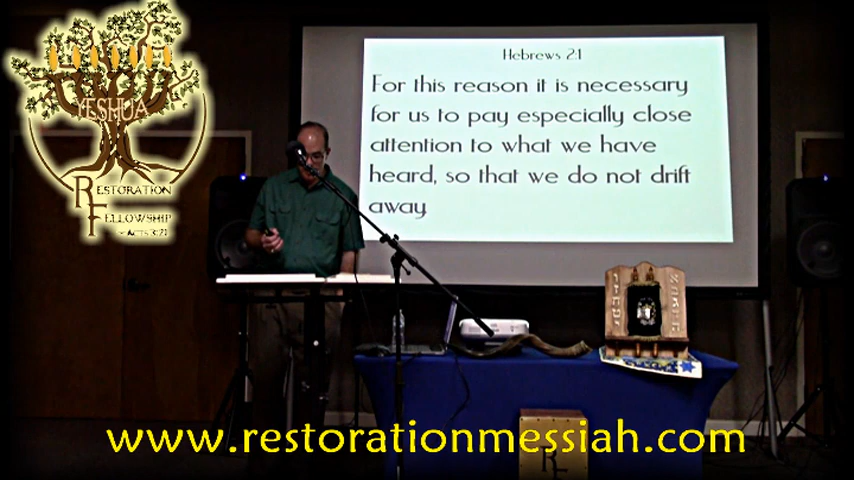 YESHUA
RESTORATION
FELLOWSHIP
Hebrews 2:1
For this reason it is necessary
for us to pay especially close
attention to what we have
heard, so that we do not drift
away.
RF
www.restorationmessiah.com